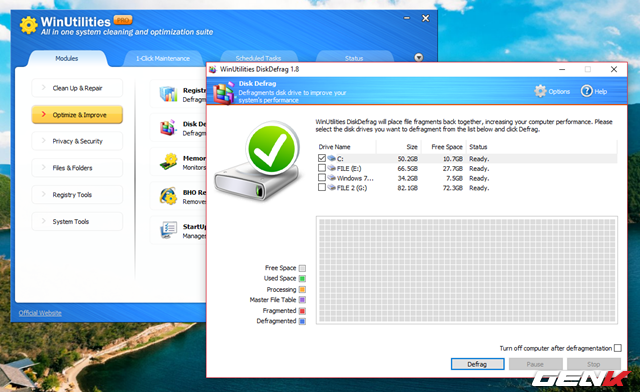 WinUtilities PRO
All in one system cleaning and optimization suite
Modules
1-Click Maintenance
Scheduled Tasks
Status
Clean Up & Repair
Optimize & Improve
Privacy & Security
Files & Folders
Registry Tools
System Tools
Registr
Defragme
Disk De
Defragme
Memor
Monitors
BHO Re
Removes
StartUp
Manage
Official Website
WinUtilities DiskDefrag 1.8
Disk Defrag
Defragments disk drive to improve your
system's performance
Options
Help
WinUtilities DiskDefrag will place file fragments back together, increasing your computer performance. Please
select the disk drives you want to defragment from the list below and click Defrag.
Drive Name Size Free Space Status
C: 50.2GB 10.7GB Ready.
FILE (E:) 66.5GB 27.7GB Ready.
Windows 7... 34.2GB 7.5GB Ready.
FILE 2 (G:) 82.1GB 72.3GB Ready.
Free Space
Used Space
Processing
Master File Table
Fragmented
Defragmented
Turn off computer after defragmentation
Defrag
Pause
Stop
GENK